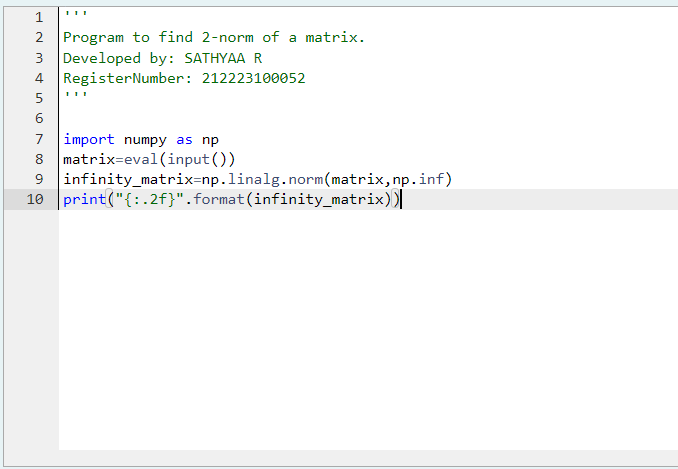 1 '''
2 Program to find 2-norm of a matrix.
3 Developed by: SATHYAA R
4 RegisterNumber: 212223100052
5 '''
6
7 import numpy as np
8 matrix=eval(input())
9 infinity_matrix=np.linalg.norm(matrix,np.inf)
10 print("{:.2f}".format(infinity_matrix))